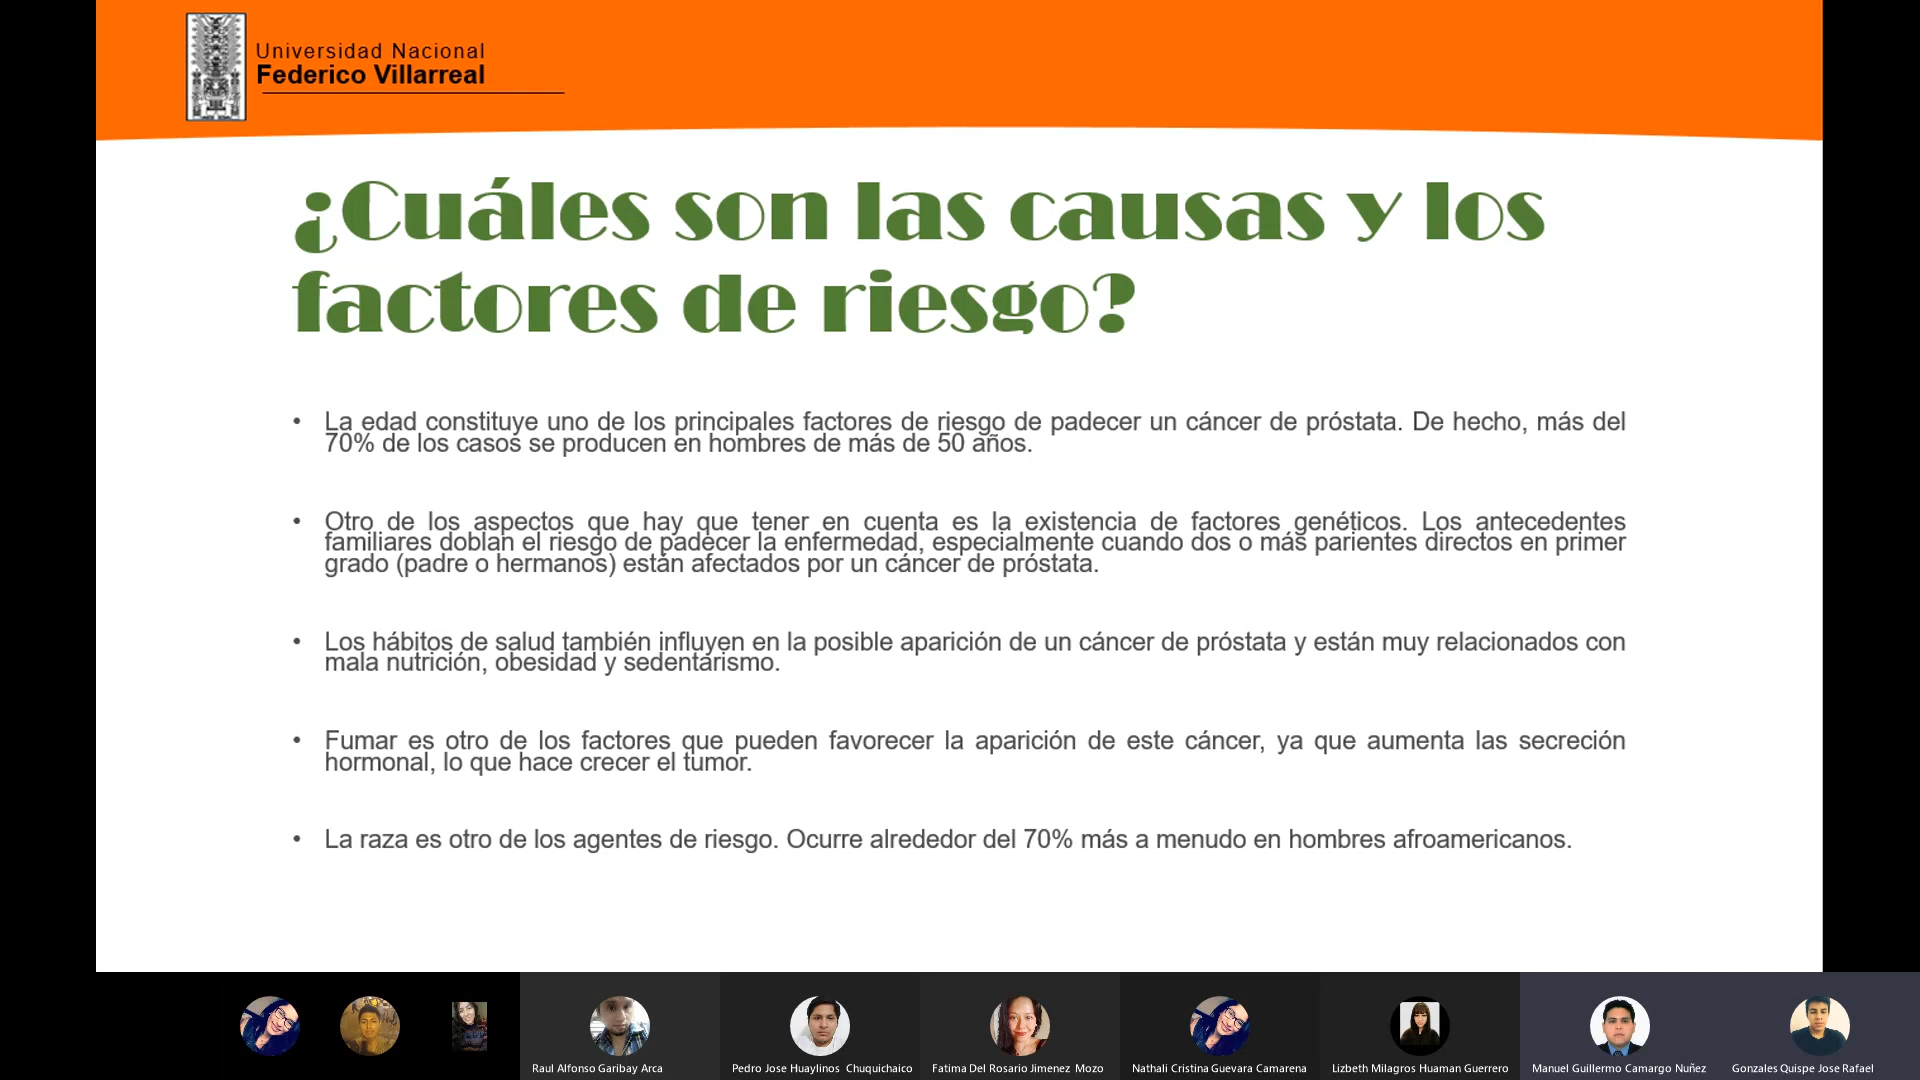 Universidad Nacional
Federico Villarreal
¿Cuáles son las causas y los
factores de riesgo?
• La edad constituye uno de los principales factores de riesgo de padecer un cáncer de próstata. De hecho, más del
70% de los casos se producen en hombres de más de 50 años.
• Otro de los aspectos que hay que tener en cuenta es la existencia de factores genéticos. Los antecedentes
familiares doblan el riesgo de padecer la enfermedad, especialmente cuando dos o más parientes directos en primer
grado (padre o hermanos) están afectados por un cáncer de próstata.
• Los hábitos de salud también influyen en la posible aparición de un cáncer de próstata y están muy relacionados con
mala nutrición, obesidad y sedentarismo.
• Fumar es otro de los factores que pueden favorecer la aparición de este cáncer, ya que aumenta las secreción
hormonal, lo que hace crecer el tumor.
• La raza es otro de los agentes de riesgo. Ocurre alrededor del 70% más a menudo en hombres afroamericanos.
Raul Alfonso Garibay Arca
Pedro Jose Huaylinos Chuquichaico
Fatima Del Rosario Jimenez Mozo
Nathali Cristina Guevara Camarena
Lizbeth Milagros Huaman Guerrero
Manuel Guillermo Camargo Nuñez
Gonzales Quispe Jose Rafael